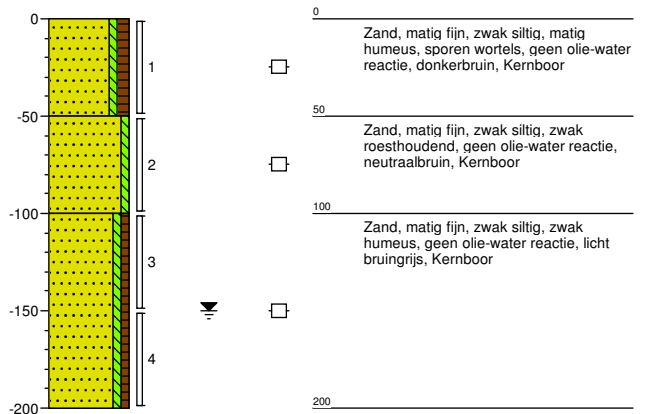 0
-50
-100
-150
-200
1
2
3
4
0
Zand, matig fijn, zwak siltig, matig
humeus, sporen wortels, geen olie-water
reactie, donkerbruin, Kernboor
50
Zand, matig fijn, zwak siltig, zwak
roesthoudend, geen olie-water reactie,
neutraalbruin, Kernboor
100
Zand, matig fijn, zwak siltig, zwak
humeus, geen olie-water reactie, licht
bruingrijs, Kernboor
200